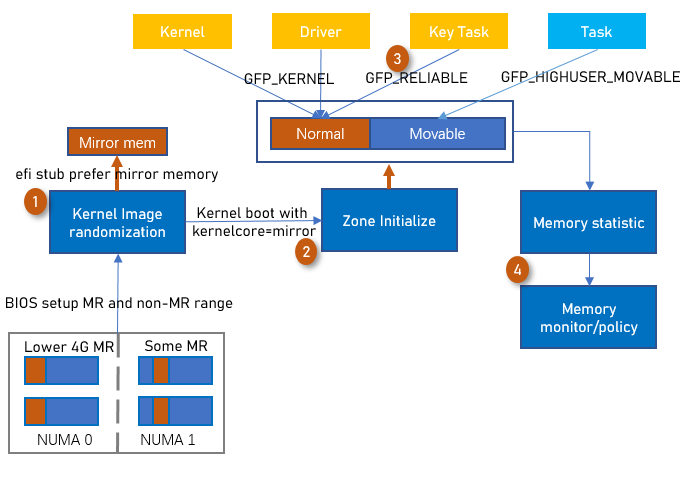 Kernel
Driver
Key Task
Task
3
GFP_KERNEL
GFP_RELIABLE
GFP_HIGHUSER_MOVABLE
Normal
Movable
Mirror mem
efi stub prefer mirror memory
1
Kernel Image
randomization
Kernel boot with
kernelcore=mirror
2
Zone Initialize
Memory statistic
4
Memory
monitor/policy
BIOS setup MR and non-MR range
Lower 4G MR
Some MR
NUMA 0
NUMA 1